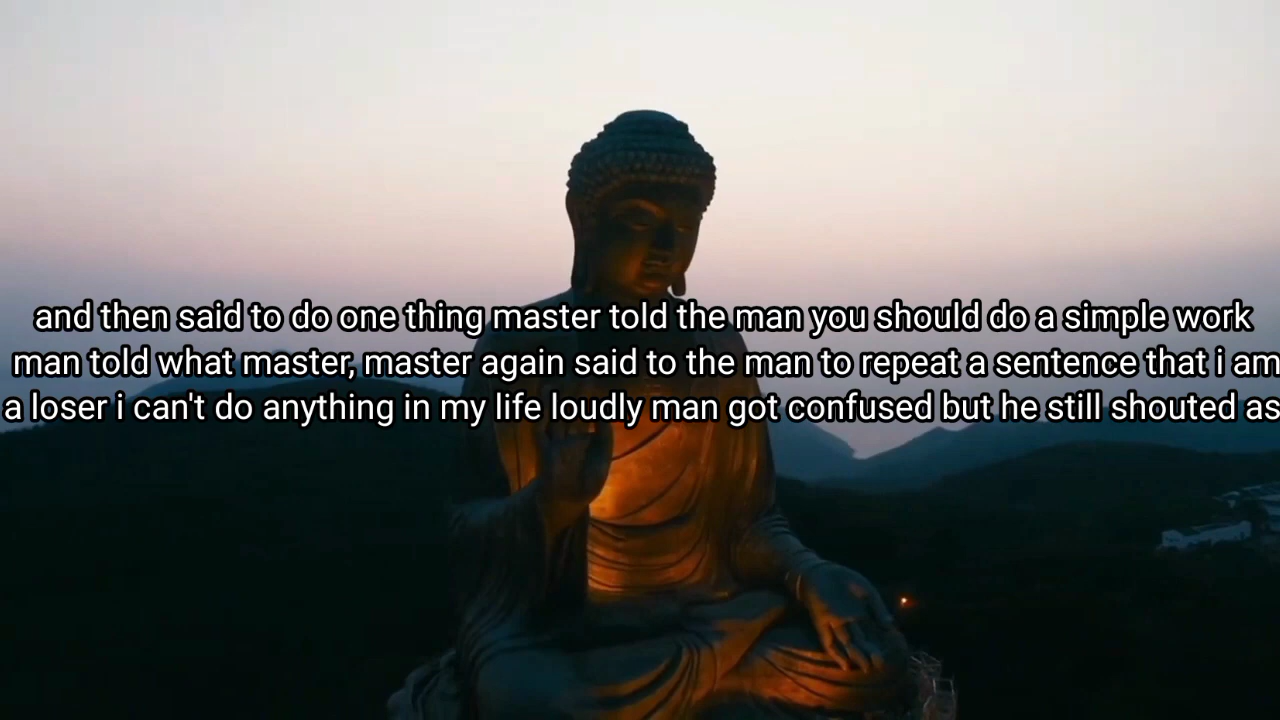 and then said to do one thing master told the man you should do a simple work
man told what master, master again said to the man to repeat a sentence that i am
a loser i can't do anything in my life loudly man got confused but he still shouted as